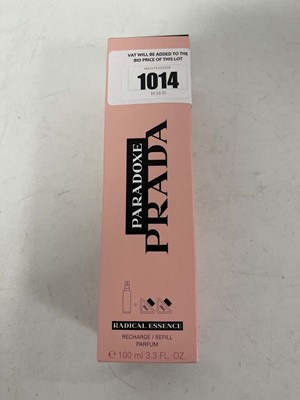 VAT WILL BE ADDED TO THE
BID PRICE OF THIS LOT
1014
PARADOXE
PRADA
RADICAL ESSENCE
RECHARGE / REFILL
PARFUM
e 100 ml 3.3 FL. OZ.